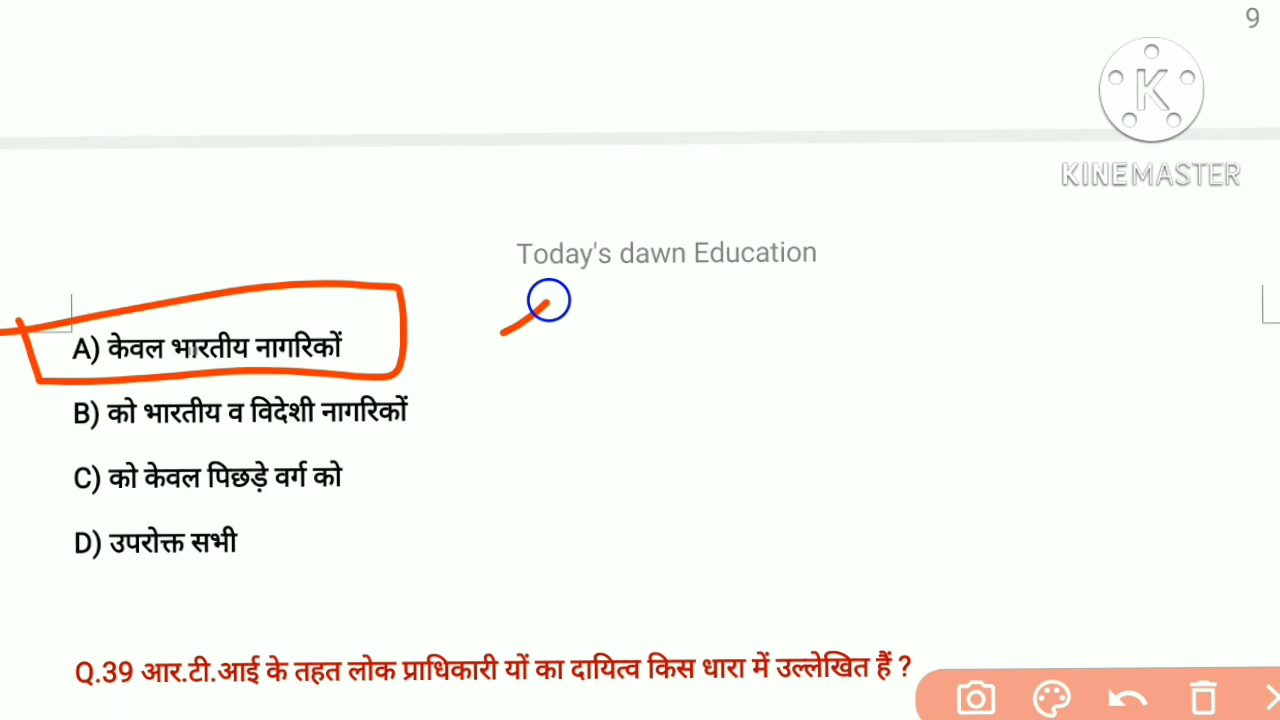 9
K
KINEMASTER
Today's dawn Education
A) केवल भारतीय नागरिकों
B) को भारतीय व विदेशी नागरिकों
C) को केवल पिछड़े वर्ग को
D) उपरोक्त सभी
Q.39 आर.टी.आई के तहत लोक प्राधिकारी यों का दायित्व किस धारा में उल्लेखित हैं ?